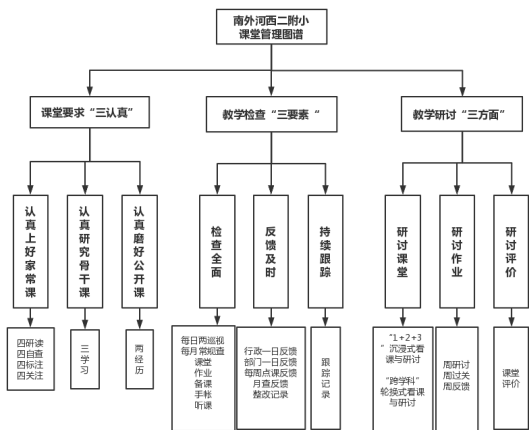 南外河西二附小
课堂管理图谱
课堂要求“三认真”
教学检查“三要素“
教学研讨“三方面”
认真上好家常课
认真研究骨干课
认真磨好公开课
检查全面
反馈及时
持续跟踪
研讨课堂
研讨作业
研讨评价
四研读
四自查
四标注
四关注
三学习
两经历
每日两巡视
每月常规查
课堂
作业
备课
手帐
听课
行政一日反馈
部门一日反馈
每周点课反馈
月查反馈
整改记录
跟踪记录
“1+2+3
”沉浸式看
课与研讨
“跨学科”
轮换式看课
与研讨
周研讨
周过关
周反馈
课堂
评价